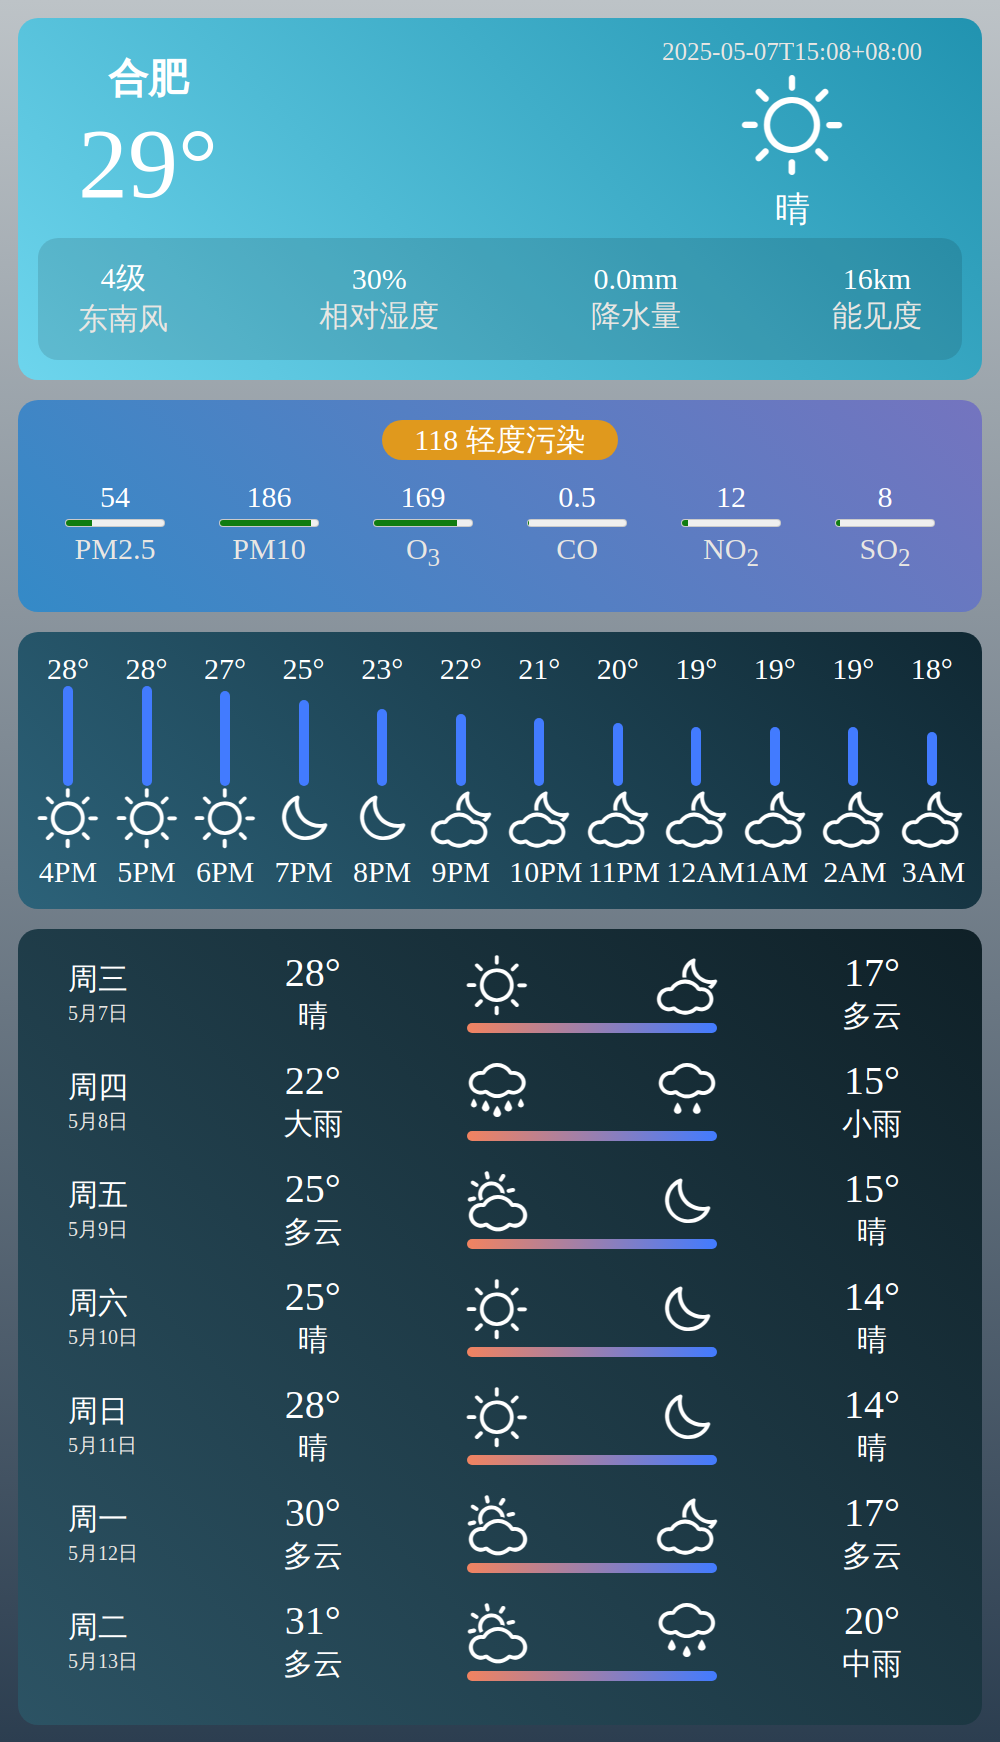 合肥
29°
2025-05-07T15:08+08:00
晴
4级 30% 0.0mm 16km
东南风 相对湿度 降水量 能见度
118 轻度污染
54 186 169 0.5 12 8
PM2.5 PM10 O3 CO NO2 SO2
28° 28° 27° 25° 23° 22° 21° 20° 19° 19° 19° 18°
4PM 5PM 6PM 7PM 8PM 9PM 10PM 11PM 12AM 1AM 2AM 3AM
周三 28° 17°
5月7日 晴 多云
周四 22° 15°
5月8日 大雨 小雨
周五 25° 15°
5月9日 多云 晴
周六 25° 14°
5月10日 晴 晴
周日 28° 14°
5月11日 晴 晴
周一 30° 17°
5月12日 多云 多云
周二 31° 20°
5月13日 多云 中雨